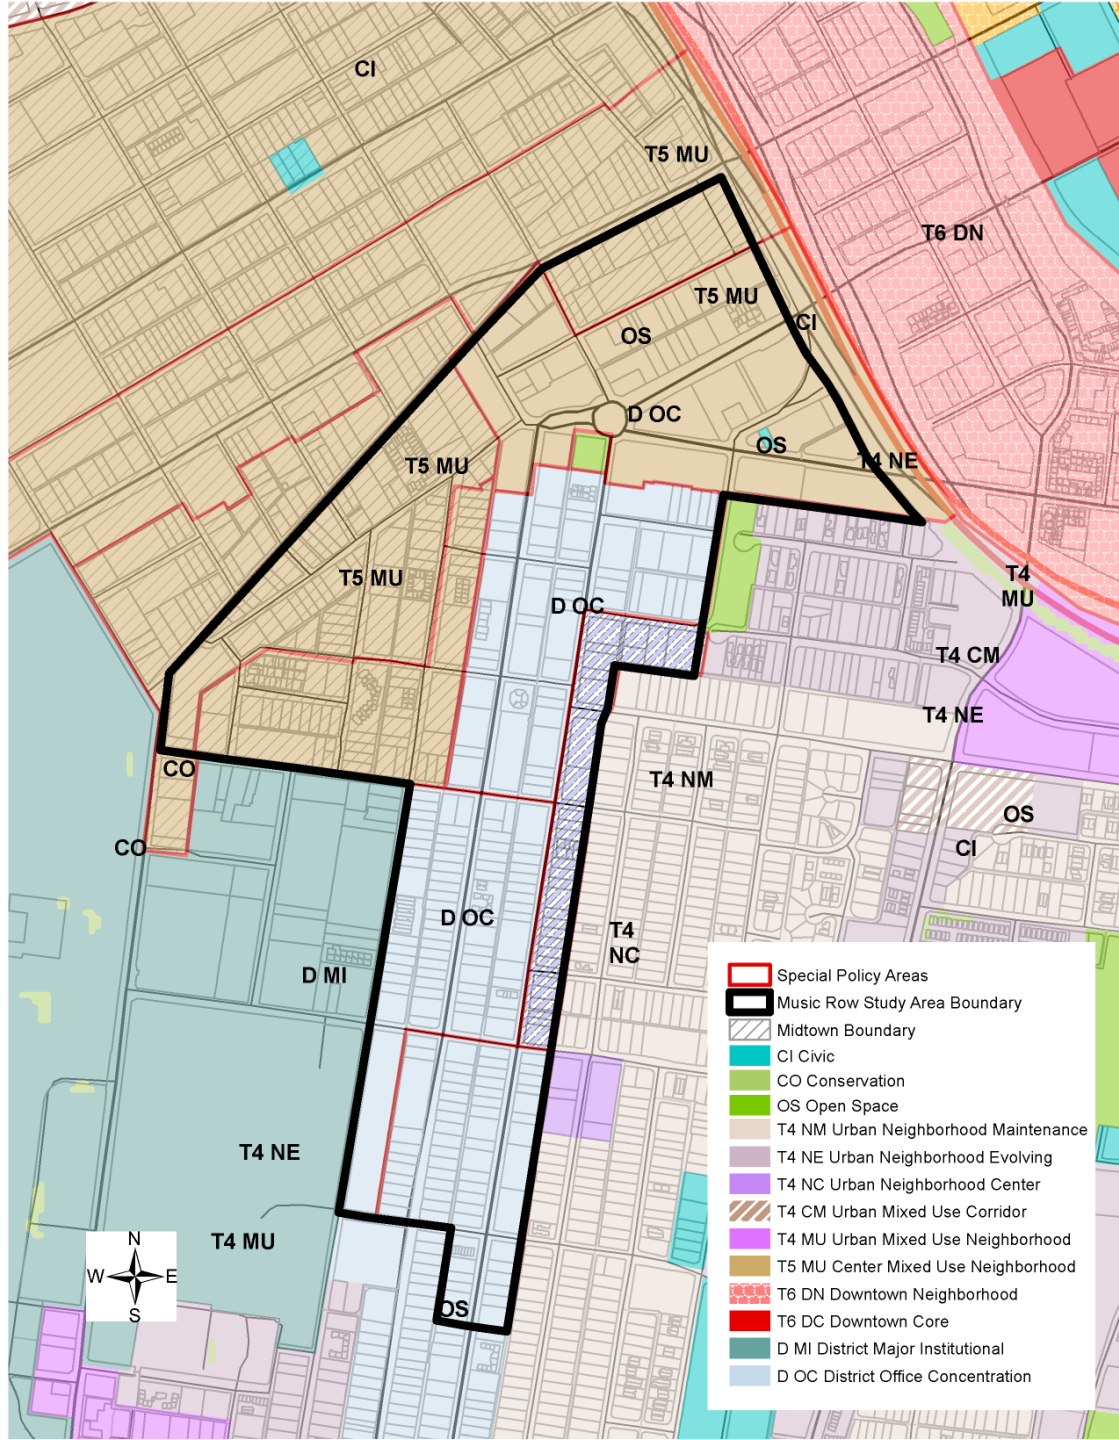 CI
T5 MU
T6 DN
T5 MU
CI
OS
D OC
OS
T4 NE
T5 MU
T5 MU
D OC
T4
MU
T4 CM
T4 NE
CO
T4 NM
OS
CO
CI
D OC
T4
NC
D MI
T4 NE
T4 MU
OS
N
W
E
S
Special Policy Areas
Music Row Study Area Boundary
Midtown Boundary
CI Civic
CO Conservation
OS Open Space
T4 NM Urban Neighborhood Maintenance
T4 NE Urban Neighborhood Evolving
T4 NC Urban Neighborhood Center
T4 CM Urban Mixed Use Corridor
T4 MU Urban Mixed Use Neighborhood
T5 MU Center Mixed Use Neighborhood
T6 DN Downtown Neighborhood
T6 DC Downtown Core
D MI District Major Institutional
D OC District Office Concentration